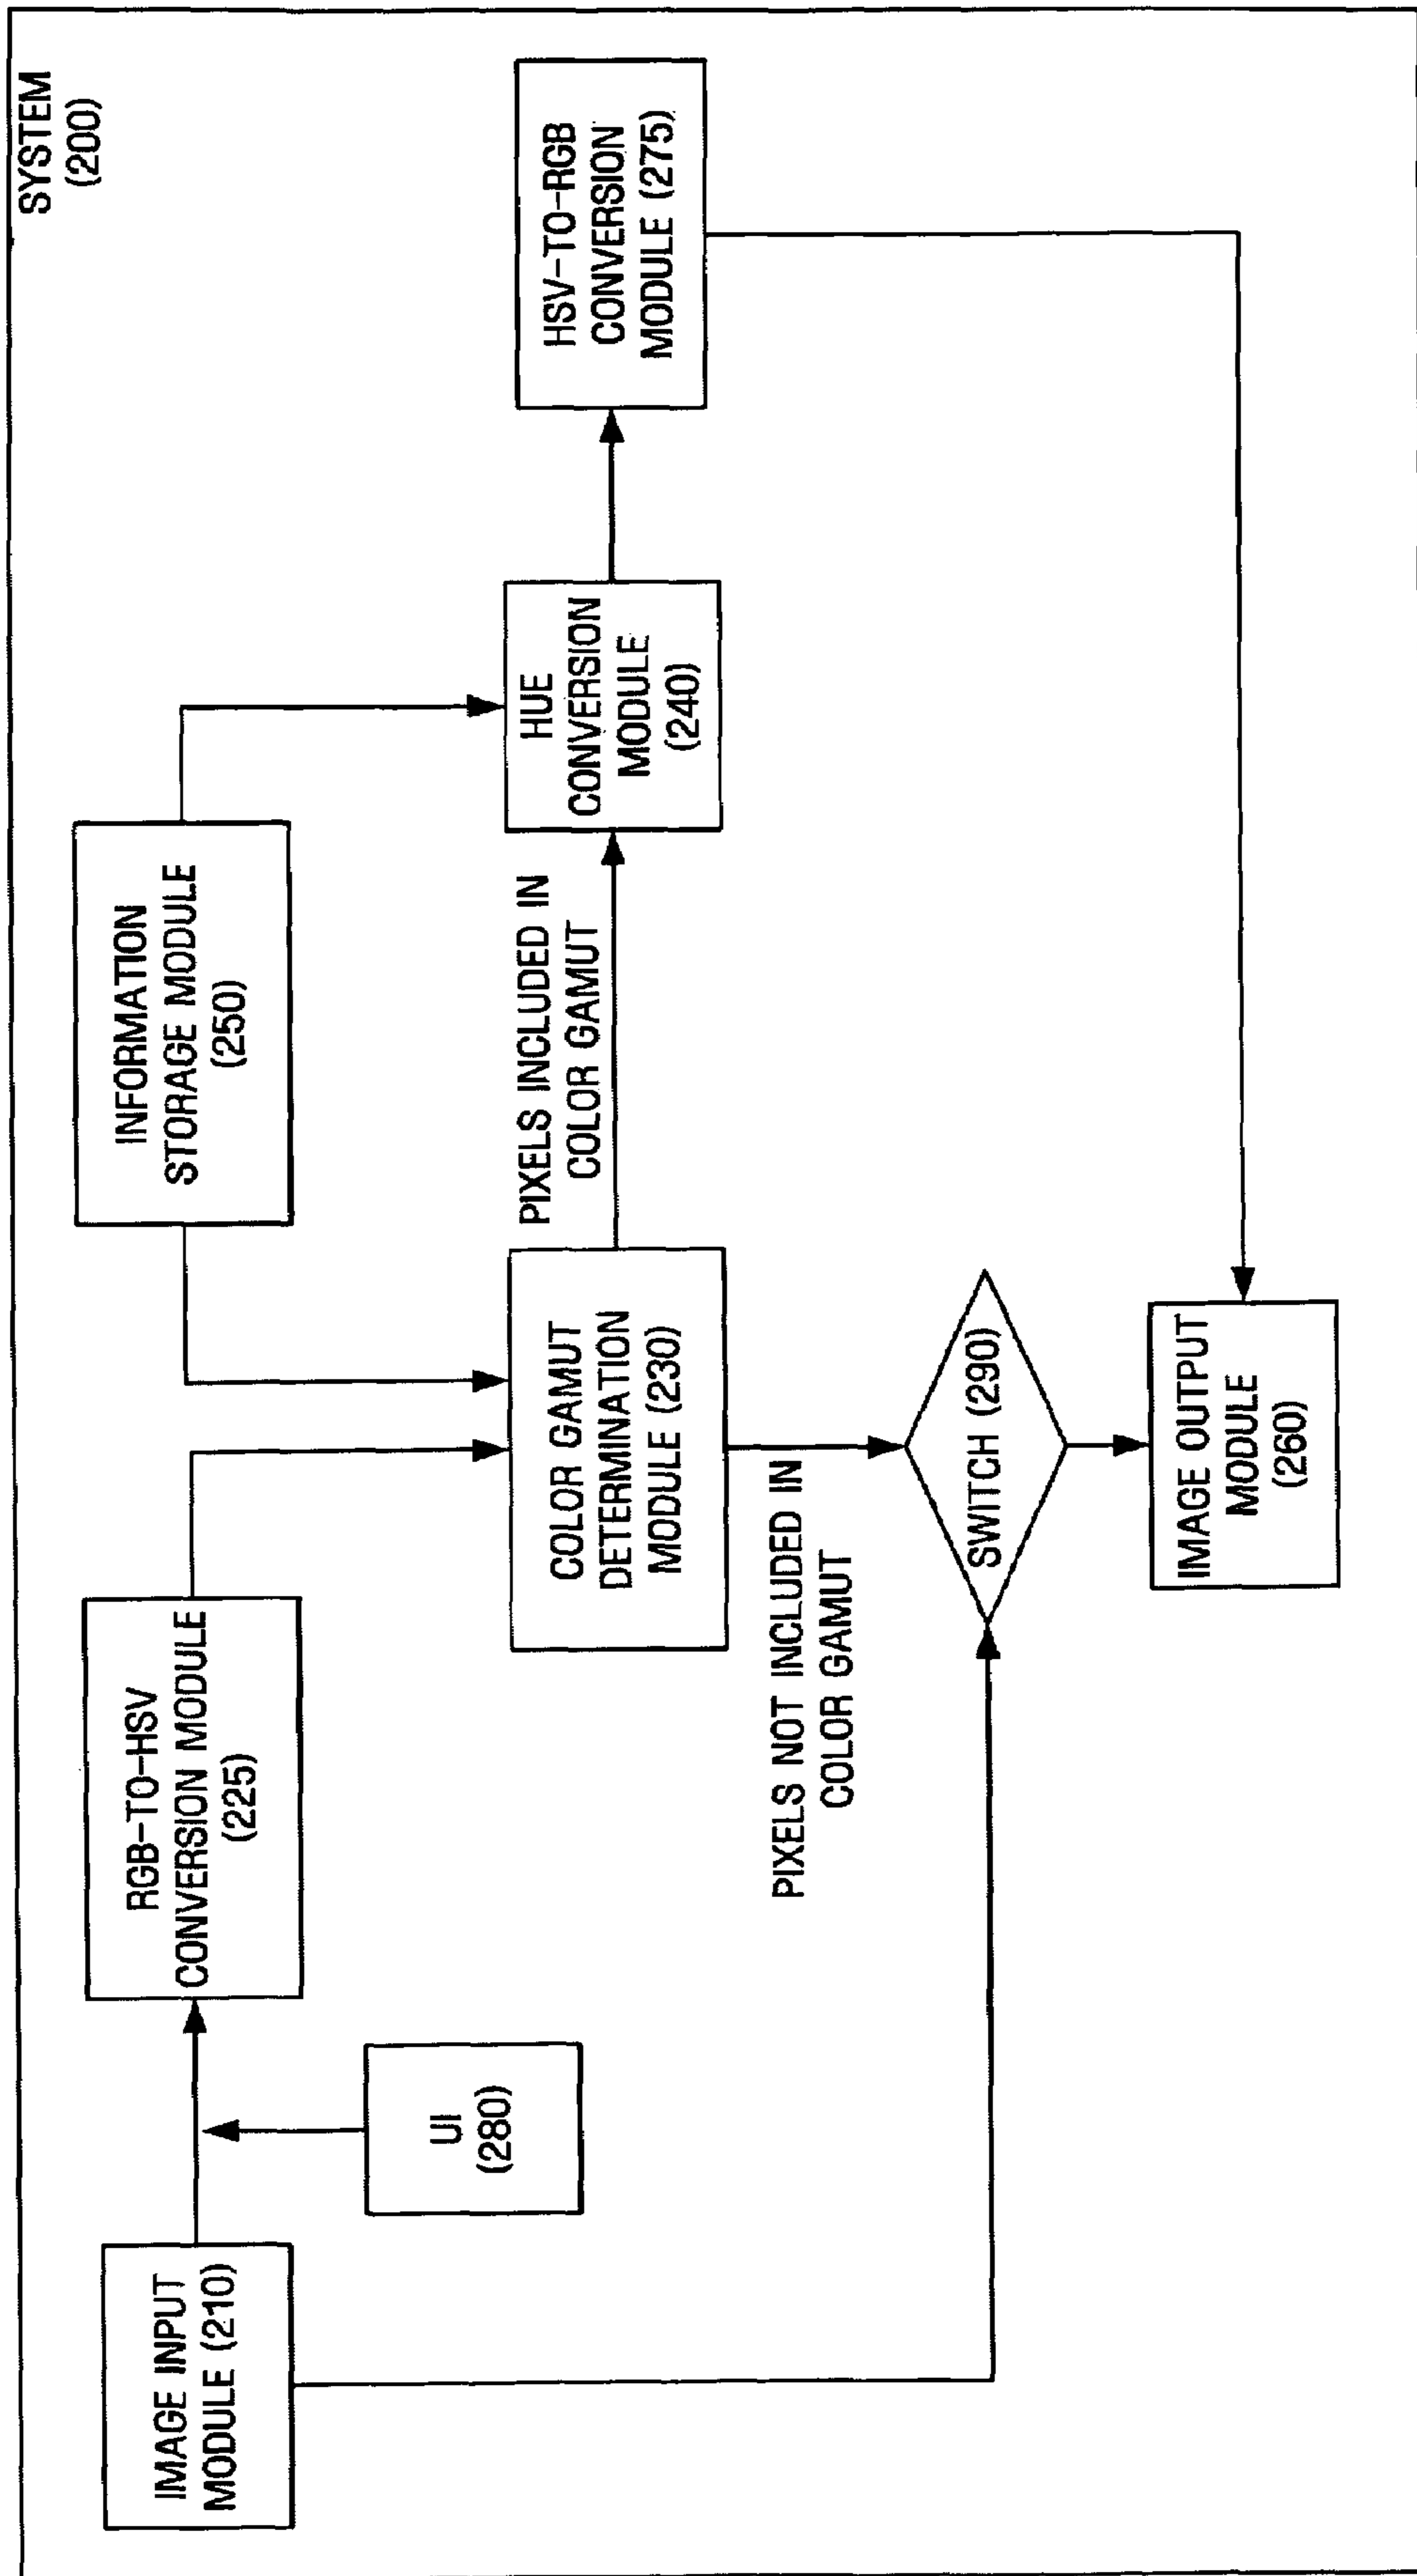 SYSTEM
(200)
IMAGE INPUT
MODULE (210)
UI
(280)
RGB-TO-HSV
CONVERSION MODULE
(225)
INFORMATION
STORAGE MODULE
(250)
COLOR GAMUT
DETERMINATION
MODULE (230)
PIXELS INCLUDED IN
COLOR GAMUT
HUE
CONVERSION
MODULE
(240)
HSV-TO-RGB
CONVERSION
MODULE (275)
PIXELS NOT INCLUDED IN
COLOR GAMUT
SWITCH (290)
IMAGE OUTPUT
MODULE
(260)